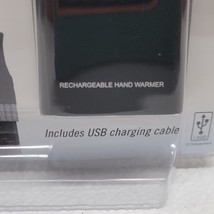 RECHARGEABLE HAND WARMER
Includes USB charging cable